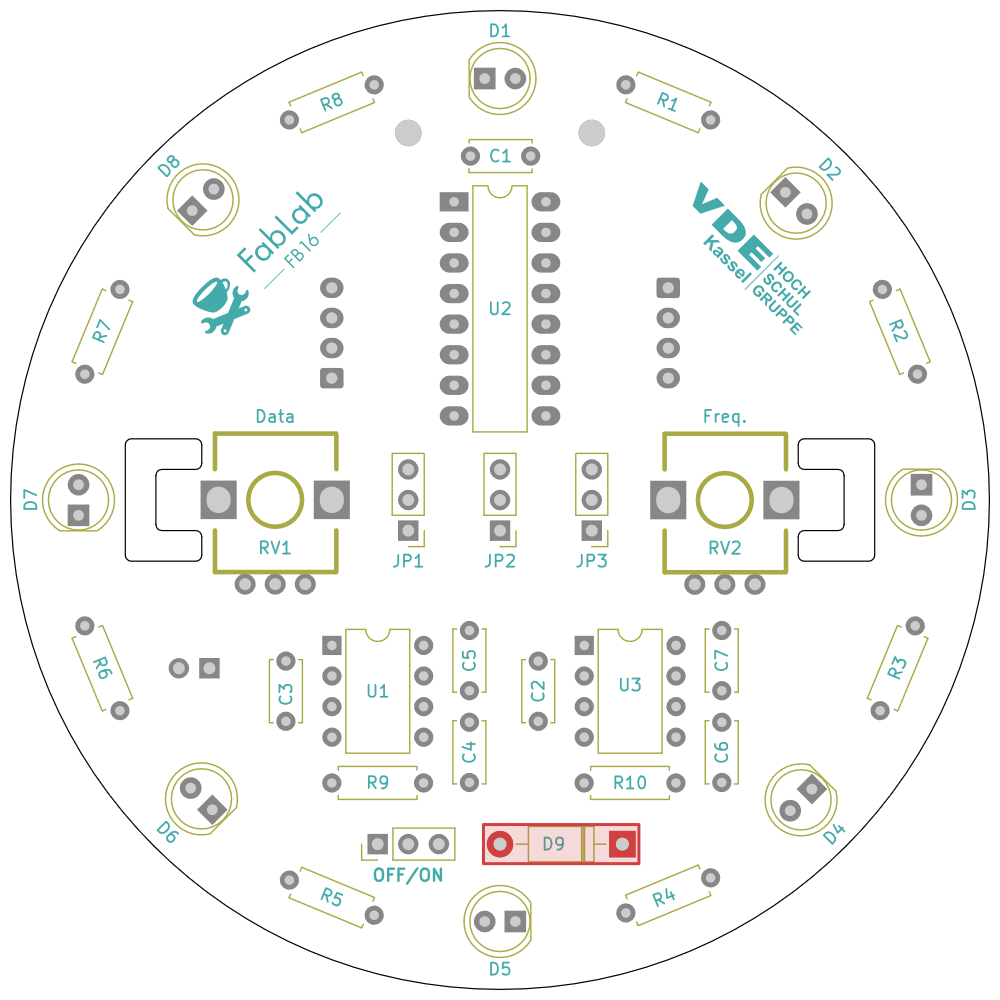 D1
R8
R1
C1
D8
D2
FabLab
FB16
VDE
Kassel
HOCH
SCHUL
GRUPPE
U2
R7
R2
Data
Freq.
D7
D3
RV1
RV2
JP1
JP2
JP3
R6
C3
U1
C5
C2
U3
C7
R3
C4
C6
R9
R10
D6
D9
D4
OFF/ON
R5
R4
D5